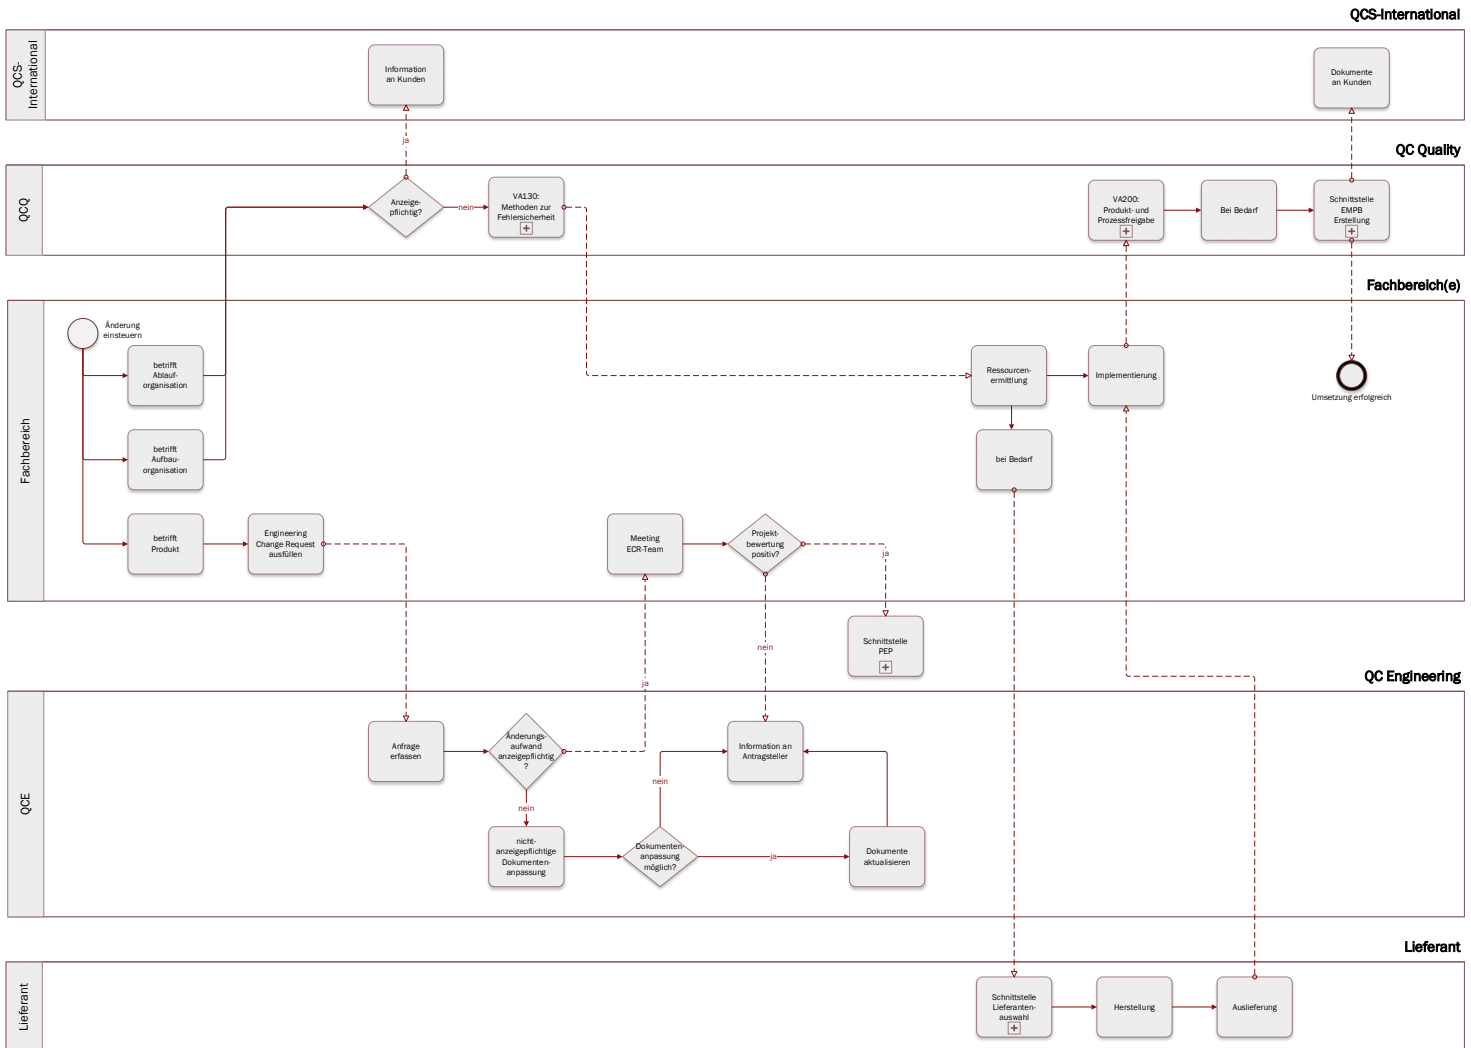 QCS-International
QCS-
International
Information
an Kunden
Dokumente
an Kunden
ja
QC Quality
QCQ
Anzeige-
pflichtig?
nein
VA130:
Methoden zur
Fehlersicherheit
VA200:
Produkt- und
Prozessfreigabe
Bei Bedarf
Schnittstelle
EMPB
Erstellung
Fachbereich(e)
Fachbereich
Änderung
einsteuern
betrifft
Ablauf-
organisation
Ressourcen-
ermittlung
Implementierung
Umsetzung erfolgreich
betrifft
Aufbau-
organisation
bei Bedarf
betrifft
Produkt
Engineering
Change Request
ausfüllen
Meeting
ECR-Team
Projekt-
bewertung
positiv?
ja
nein
Schnittstelle
PEP
ja
QC Engineering
QCE
Anfrage
erfassen
Änderungs-
aufwand
anzeigepflichtig
?
Information an
Antragsteller
nein
nein
nicht-
anzeigepflichtige
Dokumenten-
anpassung
Dokumenten-
anpassung
möglich?
ja
Dokumente
aktualisieren
Lieferant
Lieferant
Schnittstelle
Lieferanten-
auswahl
Herstellung
Auslieferung